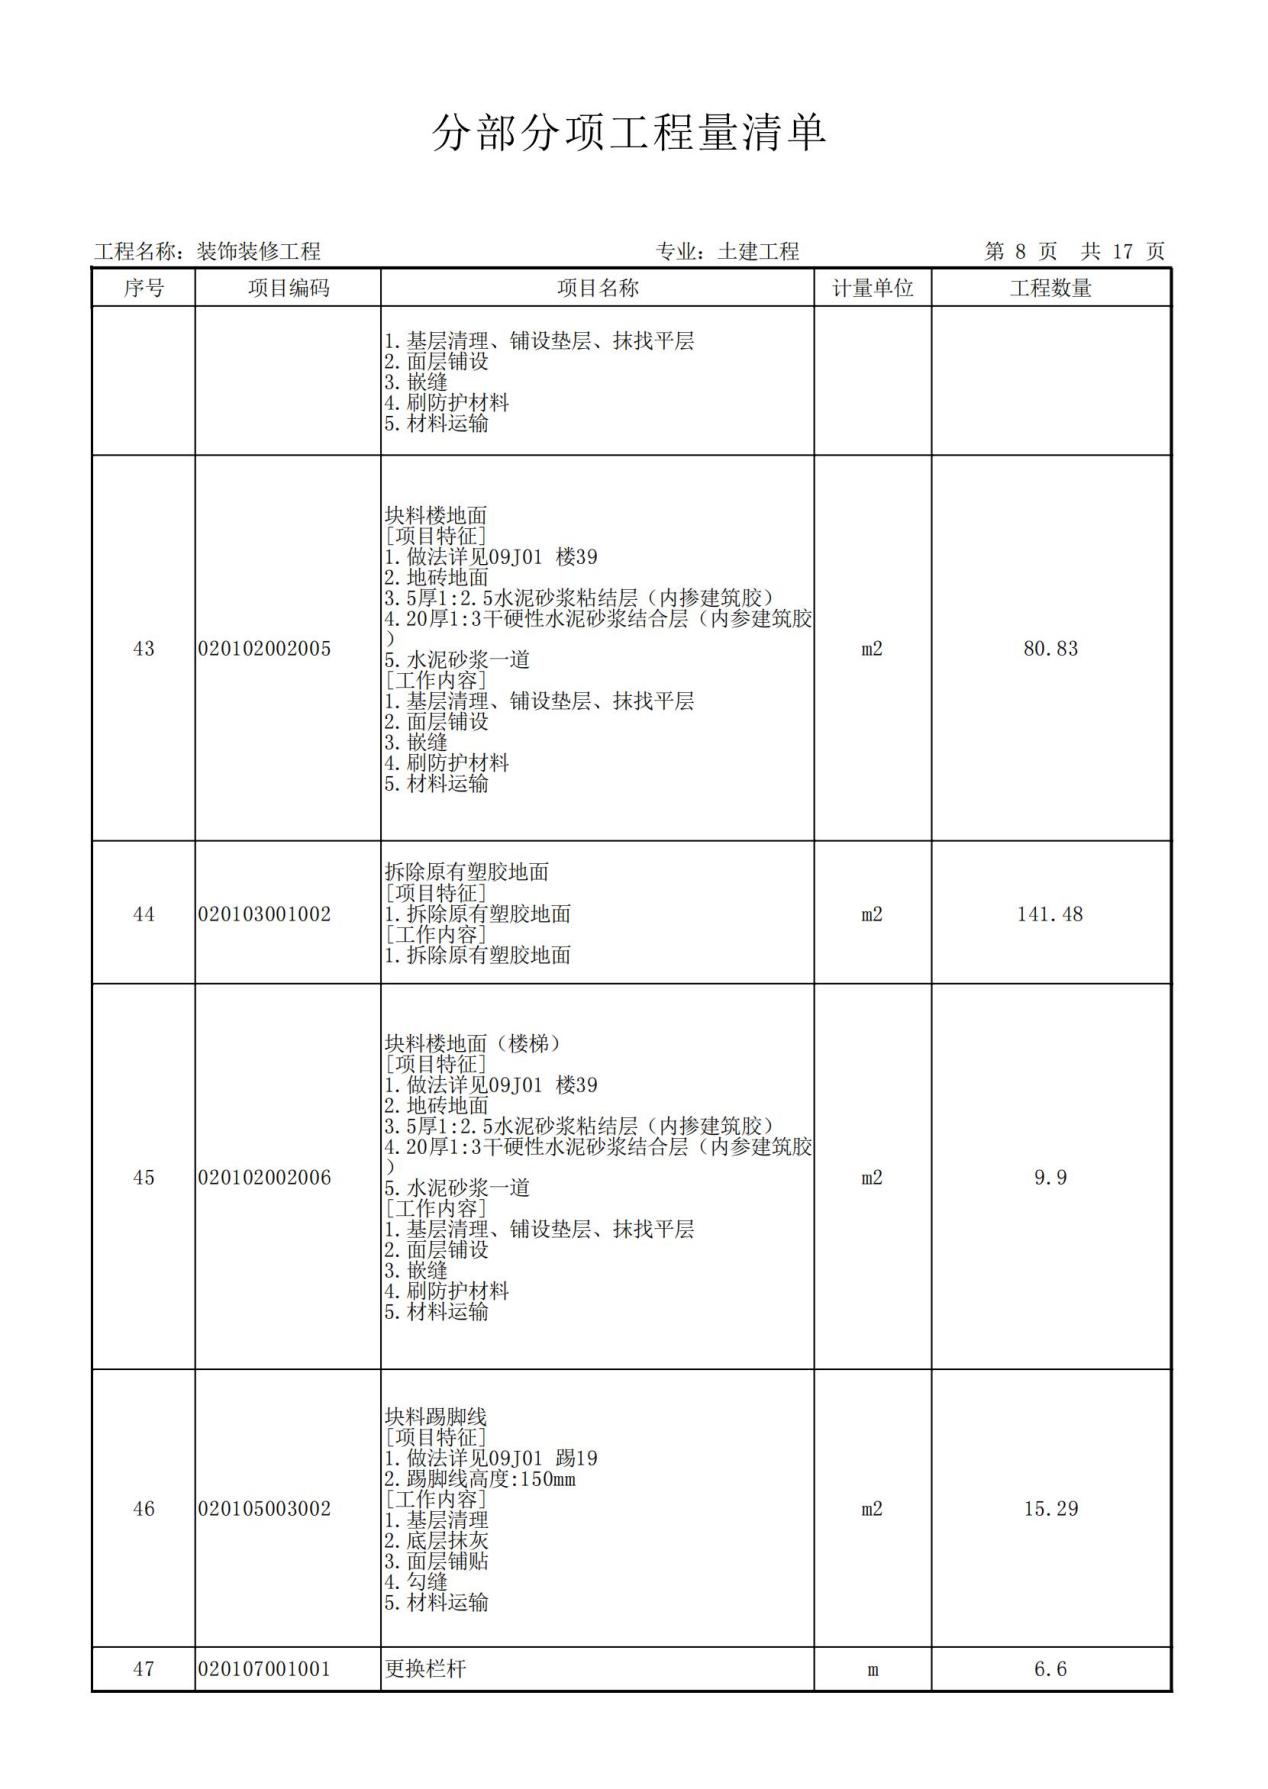 分部分项工程量清单
工程名称：装饰装修工程 专业：土建工程 第 8 页 共 17 页
序号 项目编码 项目名称 计量单位 工程数量
1.基层清理、铺设垫层、抹找平层
2.面层铺设
3.嵌缝
4.刷防护材料
5.材料运输
43 020102002005 m2 80.83
块料楼地面
[项目特征]
1.做法详见09J01 楼39
2.地砖地面
3.5厚1:2.5水泥砂浆粘结层（内掺建筑胶）
4.20厚1:3干硬性水泥砂浆结合层（内参建筑胶
）
5.水泥砂浆一道
[工作内容]
1.基层清理、铺设垫层、抹找平层
2.面层铺设
3.嵌缝
4.刷防护材料
5.材料运输
44 020103001002 m2 141.48
拆除原有塑胶地面
[项目特征]
1.拆除原有塑胶地面
[工作内容]
1.拆除原有塑胶地面
45 020102002006 m2 9.9
块料楼地面（楼梯）
[项目特征]
1.做法详见09J01 楼39
2.地砖地面
3.5厚1:2.5水泥砂浆粘结层（内掺建筑胶）
4.20厚1:3干硬性水泥砂浆结合层（内参建筑胶
）
5.水泥砂浆一道
[工作内容]
1.基层清理、铺设垫层、抹找平层
2.面层铺设
3.嵌缝
4.刷防护材料
5.材料运输
46 020105003002 m2 15.29
块料踢脚线
[项目特征]
1.做法详见09J01 踢19
2.踢脚线高度:150mm
[工作内容]
1.基层清理
2.底层抹灰
3.面层铺贴
4.勾缝
5.材料运输
47 020107001001 更换栏杆 m 6.6